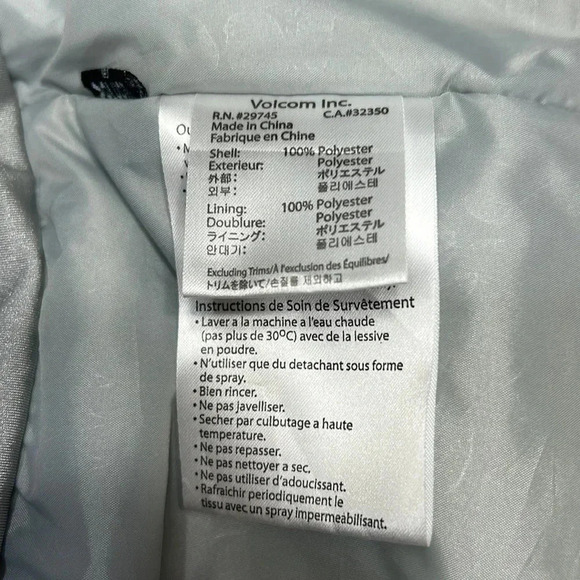 Volcom Inc.
R.N. #29745 C.A.#32350
Made in China
Fabrique en Chine
Shell: 100% Polyester
Exterieur: Polyester
外部: ポリエステル
외부: 폴리에스테
Lining: 100% Polyester
Doublure: Polyester
ライニング: ポリエステル
안대기: 폴리에스테
Excluding Trims/À l'exclusion des Équilibres/
トリムを除いて/손질를 제외하고
Instructions de Soin de Survêtement
• Laver a la machine a l'eau chaude
(pas plus de 30°C) avec de la lessive
en poudre.
• N'utiliser que du detachant sous forme
de spray.
• Bien rincer.
• Ne pas javelliser.
• Secher par culbutage a haute
temperature.
• Ne pas repasser.
• Ne pas nettoyer a sec.
• Ne pas utiliser d'adoucissant.
• Rafraichir periodiquement le
tissu avec un spray impermeabilisant.